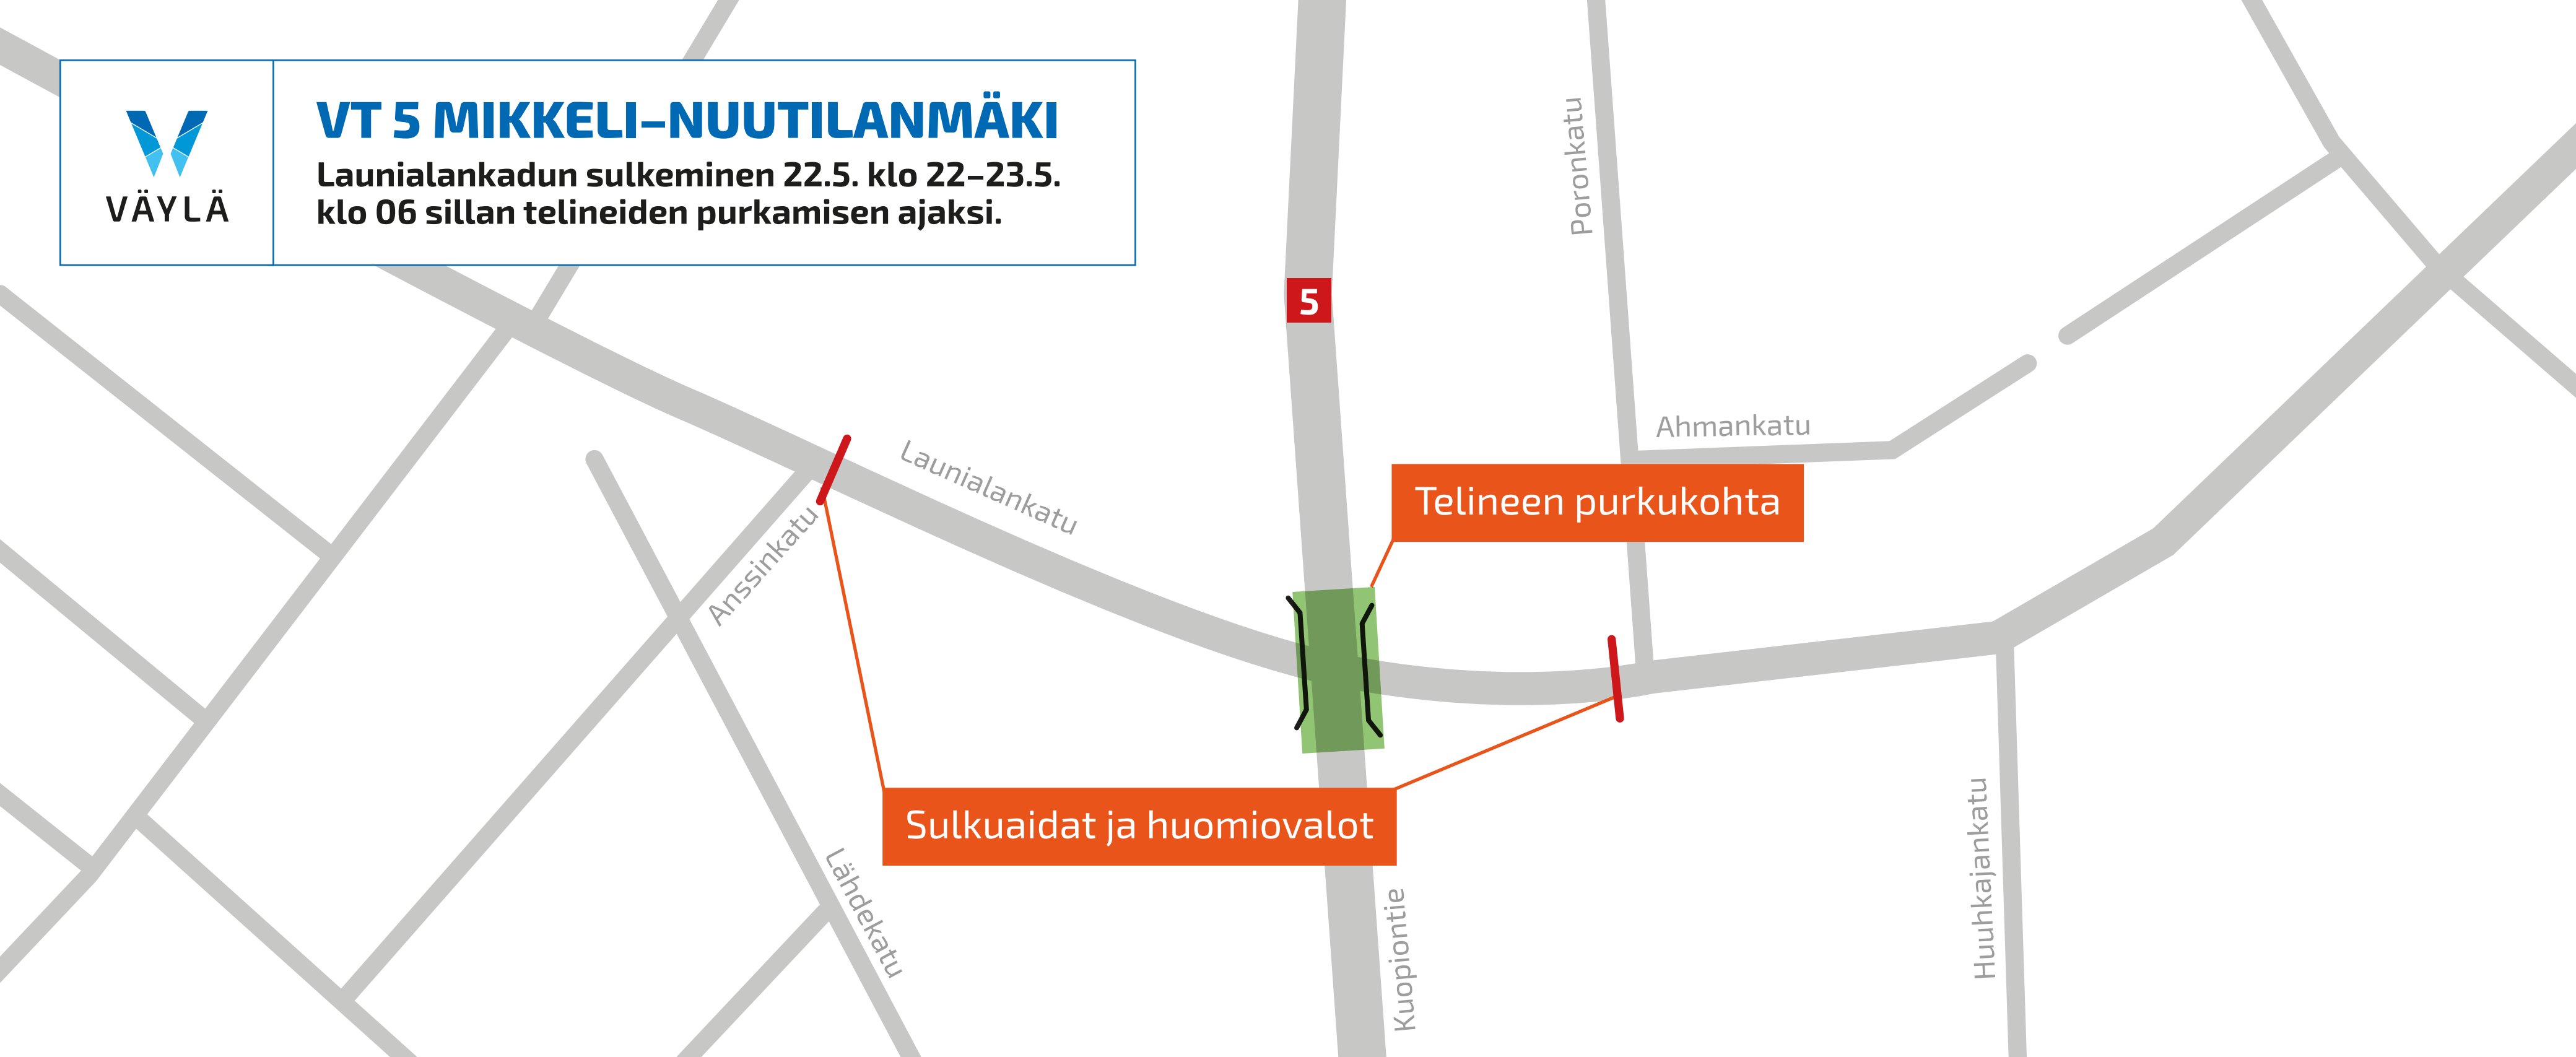 VÄYLÄ
VT 5 MIKKELI–NUUTILANMÄKI
Launialankadun sulkeminen 22.5. klo 22–23.5.
klo 06 sillan telineiden purkamisen ajaksi.
5
Poronkatu
Ahmankatu
Launialankatu
Telineen purkukohta
Anssinkatu
Sulkuaidat ja huomiovalot
Lähdekatu
Kuopiontie
Huuhkajankatu